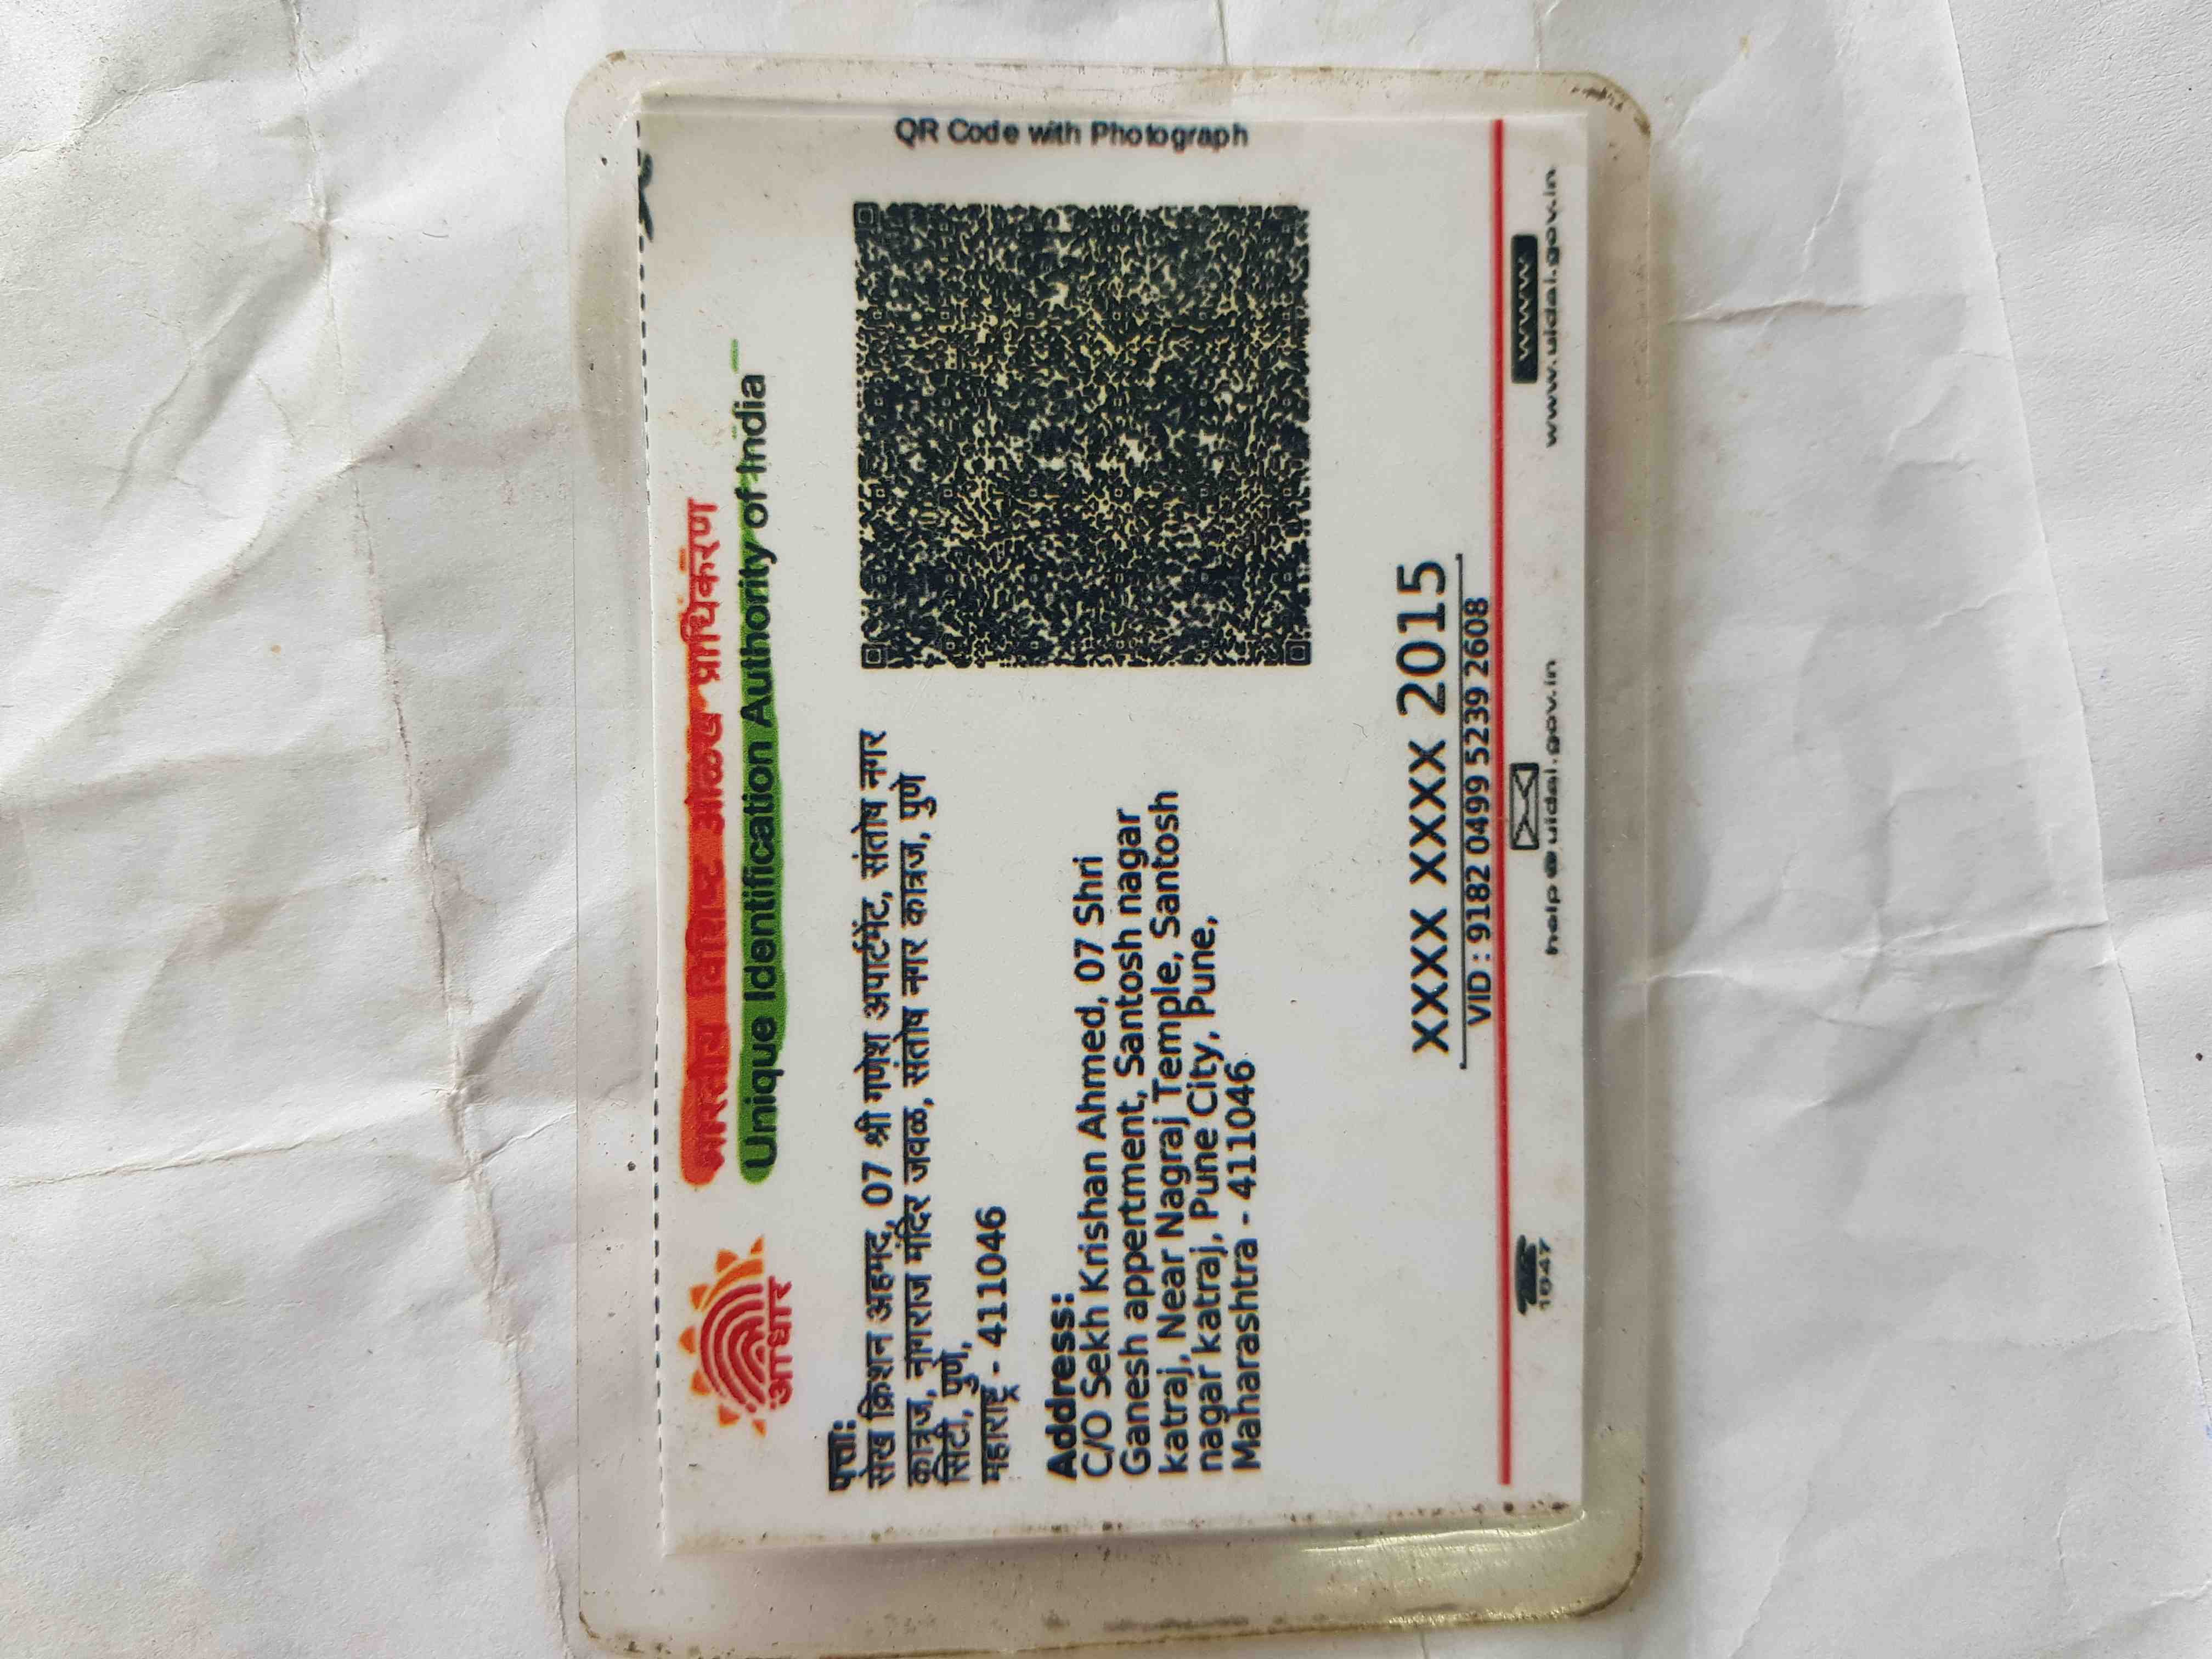 आधार
भारतीय विशिष्ट ओळख प्राधिकरण
Unique Identification Authority of India
पत्ता:
सेख क्रिशन अहमद, 07 श्री गणेश अपार्टमेंट, संतोष नगर
कात्रज, नागराज मंदिर जवळ, संतोष नगर कात्रज, पुणे
सिटी, पुणे,
महाराष्ट्र - 411046
Address:
C/O Sekh Krishan Ahmed, 07 Shri
Ganesh appertment, Santosh nagar
katraj, Near Nagraj Temple, Santosh
nagar katraj, Pune City, Pune,
Maharashtra - 411046
QR Code with Photograph
XXXX XXXX 2015
VID : 9182 0499 5239 2608
1947
help@uidai.gov.in
www
www.uidai.gov.in